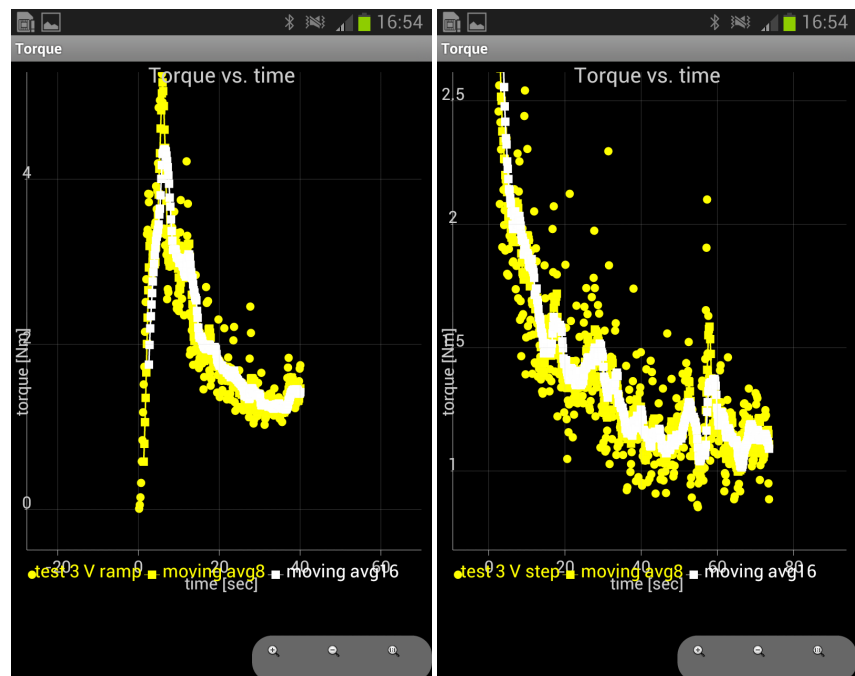 16:54
Torque
Torque vs. time
4
2
0
torque [Nm]
-20 0 20 40 60
test 3 V ramp moving avg8 moving avg16
time [sec]
16:54
Torque
Torque vs. time
2,5
2
1,5
1
torque [Nm]
0 20 40 60 80
test 3 V step moving avg8 moving avg16
time [sec]